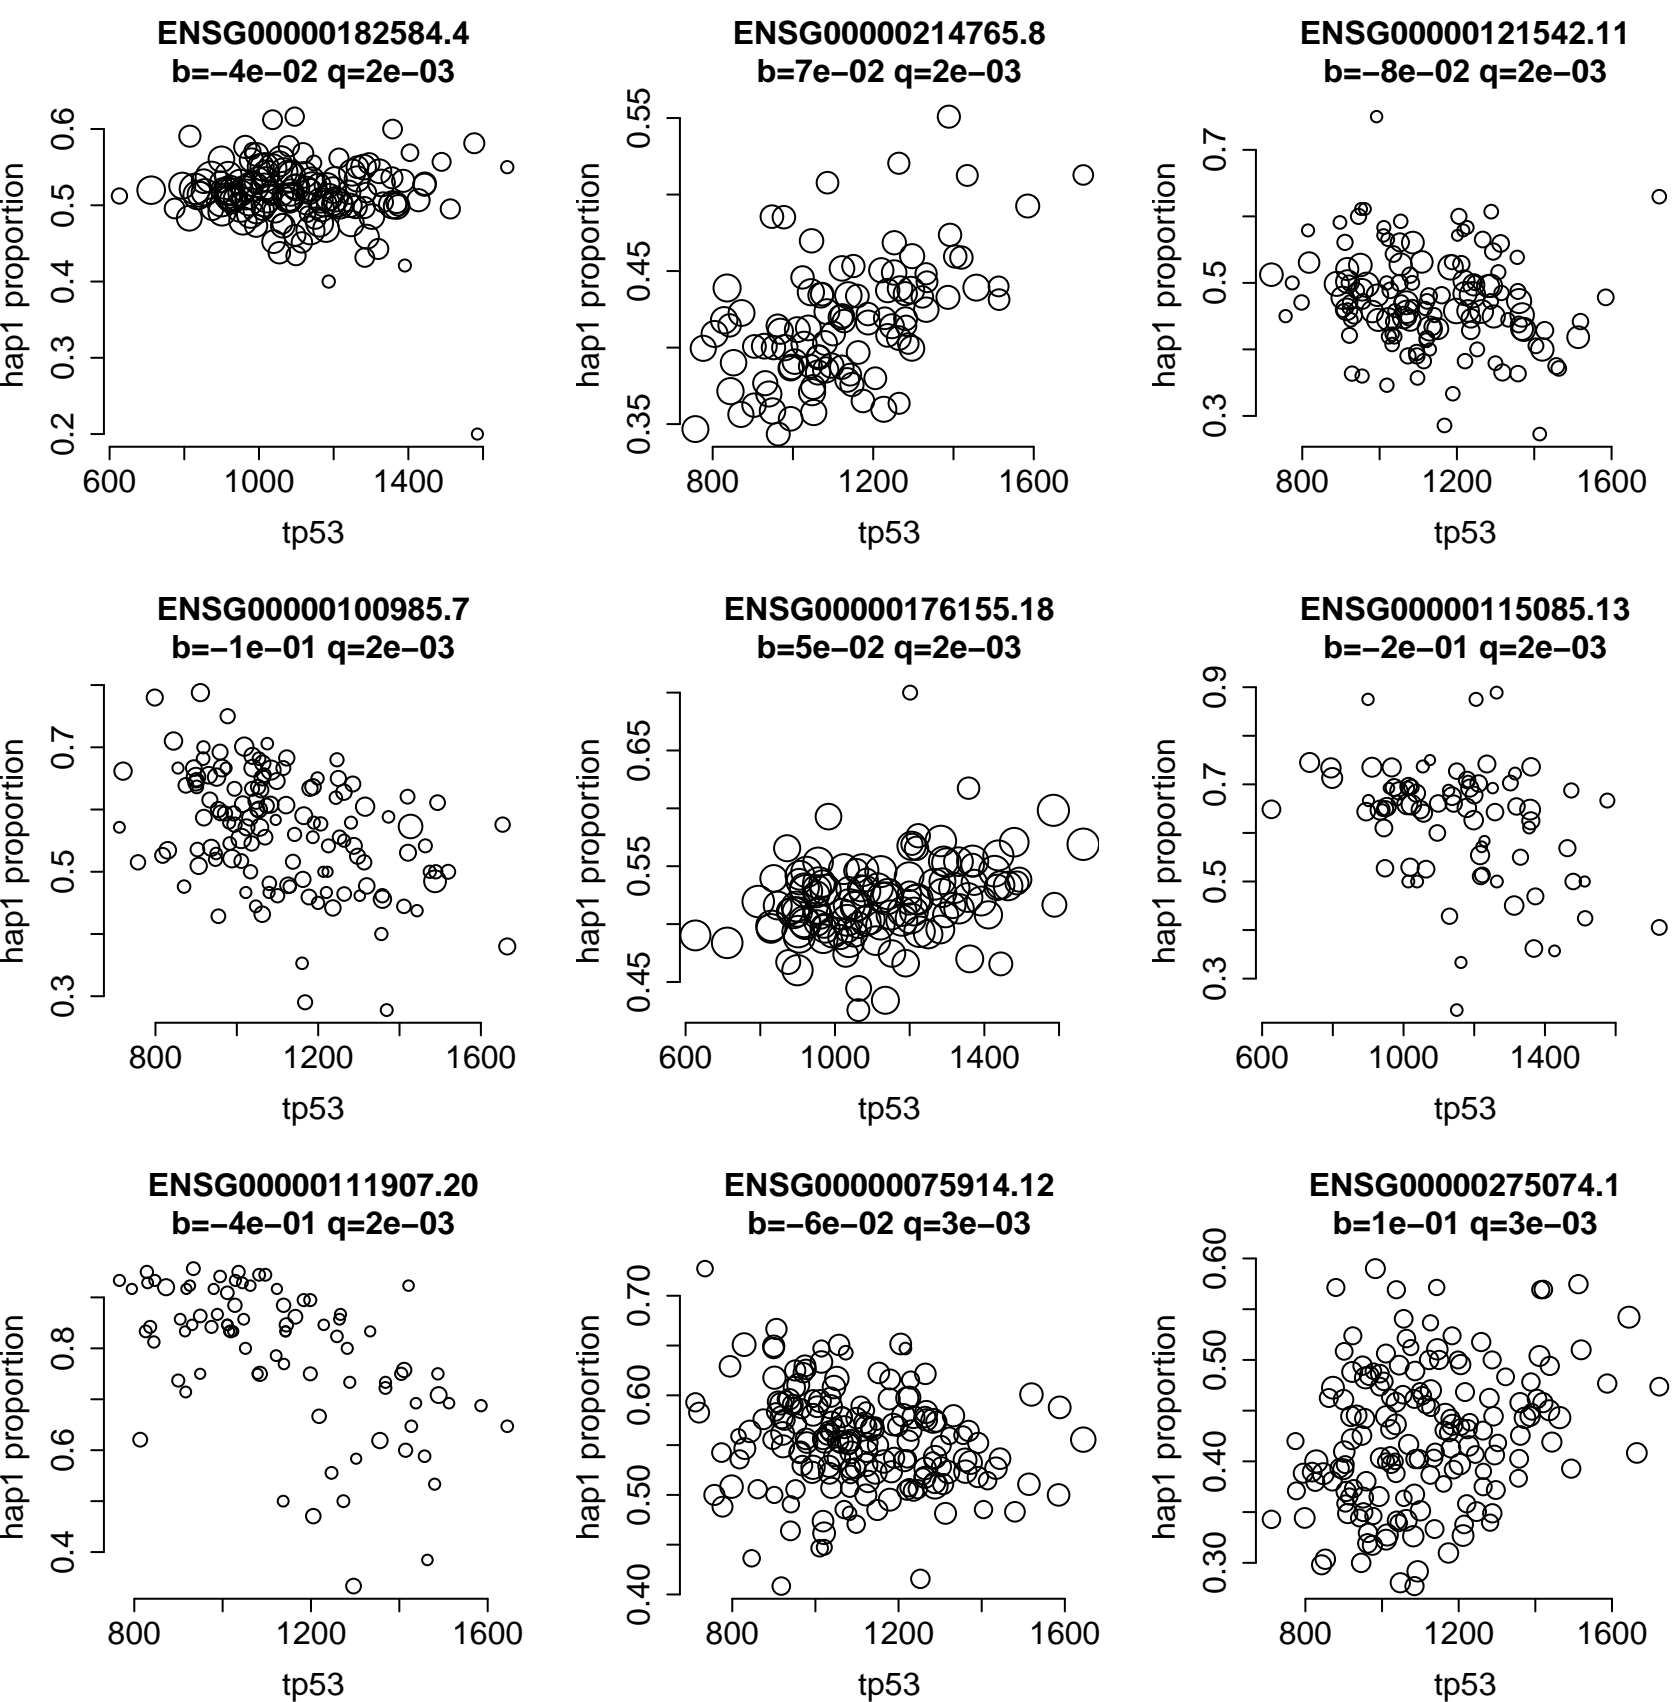 ENSG00000182584.4
b=−4e−02 q=2e−03
hap1 proportion
0.2 0.3 0.4 0.5 0.6
600 1000 1400
tp53
ENSG00000214765.8
b=7e−02 q=2e−03
hap1 proportion
0.35 0.45 0.55
800 1200 1600
tp53
ENSG00000121542.11
b=−8e−02 q=2e−03
hap1 proportion
0.3 0.5 0.7
800 1200 1600
tp53
ENSG00000100985.7
b=−1e−01 q=2e−03
hap1 proportion
0.3 0.5 0.7
800 1200 1600
tp53
ENSG00000176155.18
b=5e−02 q=2e−03
hap1 proportion
0.45 0.55 0.65
600 1000 1400
tp53
ENSG00000115085.13
b=−2e−01 q=2e−03
hap1 proportion
0.3 0.5 0.7 0.9
600 1000 1400
tp53
ENSG00000111907.20
b=−4e−01 q=2e−03
hap1 proportion
0.4 0.6 0.8
800 1200 1600
tp53
ENSG00000075914.12
b=−6e−02 q=3e−03
hap1 proportion
0.40 0.50 0.60 0.70
800 1200 1600
tp53
ENSG00000275074.1
b=1e−01 q=3e−03
hap1 proportion
0.30 0.40 0.50 0.60
800 1200 1600
tp53